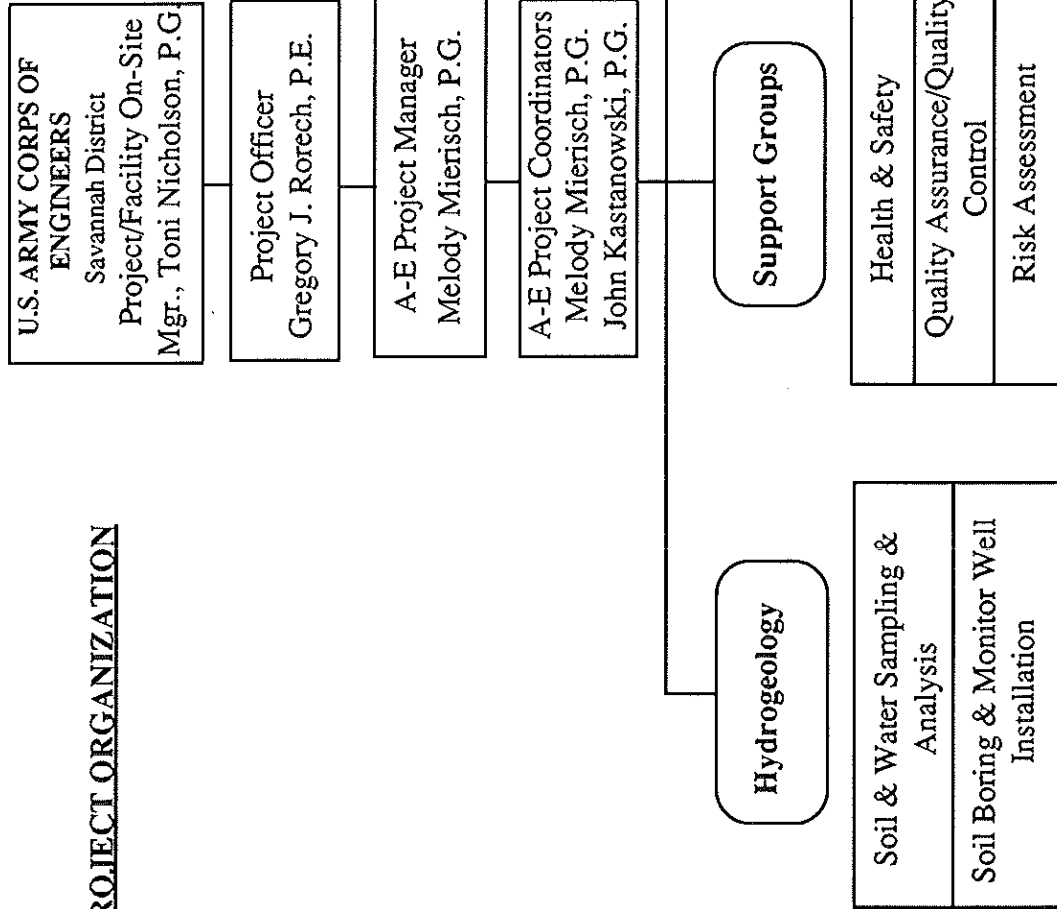 ROJECT ORGANIZATION
U.S. ARMY CORPS OF
ENGINEERS
Savannah District
Project/Facility On-Site
Mgr., Toni Nicholson, P.G.
Project Officer
Gregory J. Rorech, P.E.
A-E Project Manager
Melody Mierisch, P.G.
A-E Project Coordinators
Melody Mierisch, P.G.
John Kastanowski, P.G.
Hydrogeology
Soil & Water Sampling &
Analysis
Soil Boring & Monitor Well
Installation
Support Groups
Health & Safety
Quality Assurance/Quality
Control
Risk Assessment